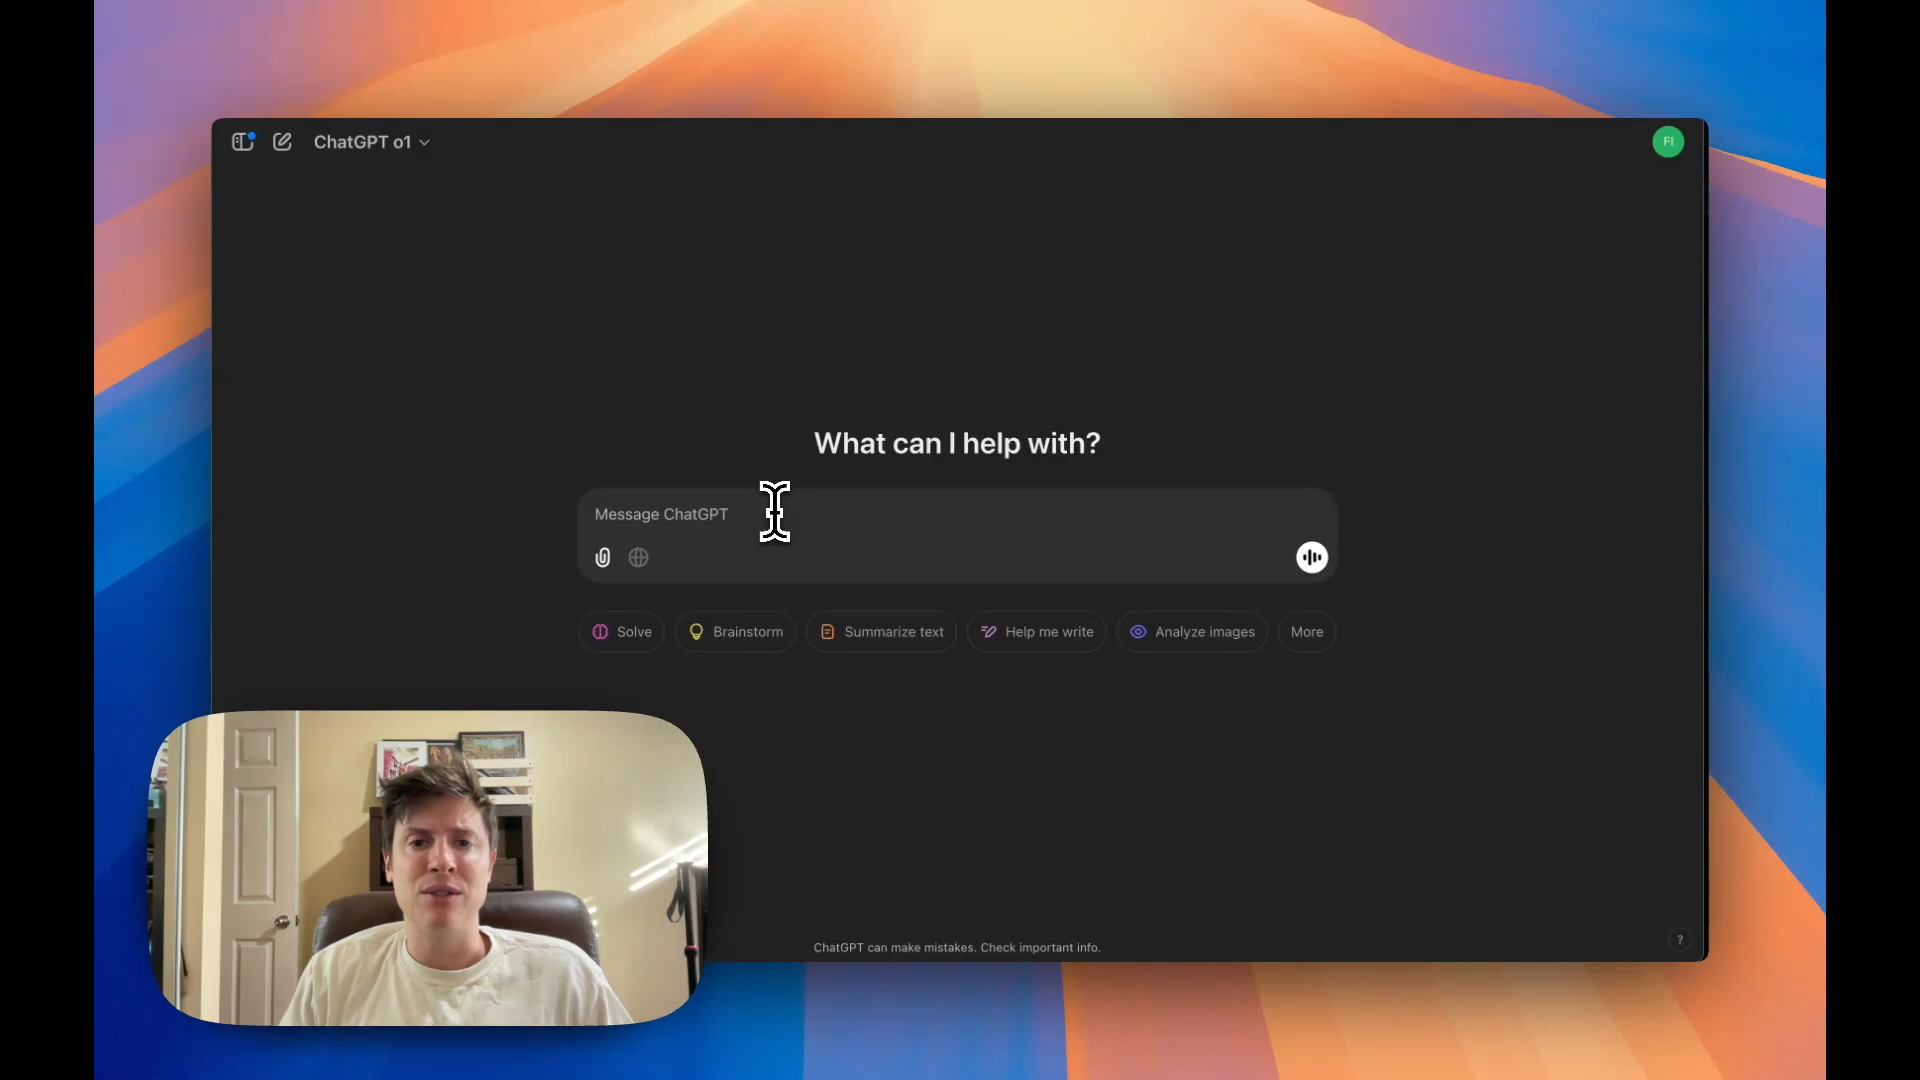 ChatGPT o1
FI
What can I help with?
Message ChatGPT
Solve
Brainstorm
Summarize text
Help me write
Analyze images
More
ChatGPT can make mistakes. Check important info.
?